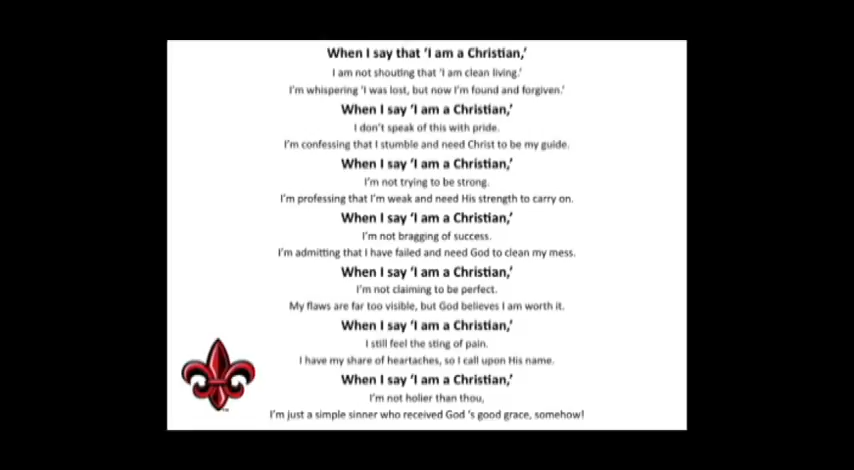 When I say that ‘I am a Christian,’
I am not shouting that ‘I am clean living.’
I’m whispering ‘I was lost, but now I’m found and forgiven.’
When I say ‘I am a Christian,’
I don’t speak of this with pride.
I’m confessing that I stumble and need Christ to be my guide.
When I say ‘I am a Christian,’
I’m not trying to be strong.
I’m professing that I’m weak and need His strength to carry on.
When I say ‘I am a Christian,’
I’m not bragging of success.
I’m admitting that I have failed and need God to clean my mess.
When I say ‘I am a Christian,’
I’m not claiming to be perfect.
My flaws are far too visible, but God believes I am worth it.
When I say ‘I am a Christian,’
I still feel the sting of pain.
I have my share of heartaches, so I call upon His name.
When I say ‘I am a Christian,’
I’m not holier than thou,
I’m just a simple sinner who received God ‘s good grace, somehow!